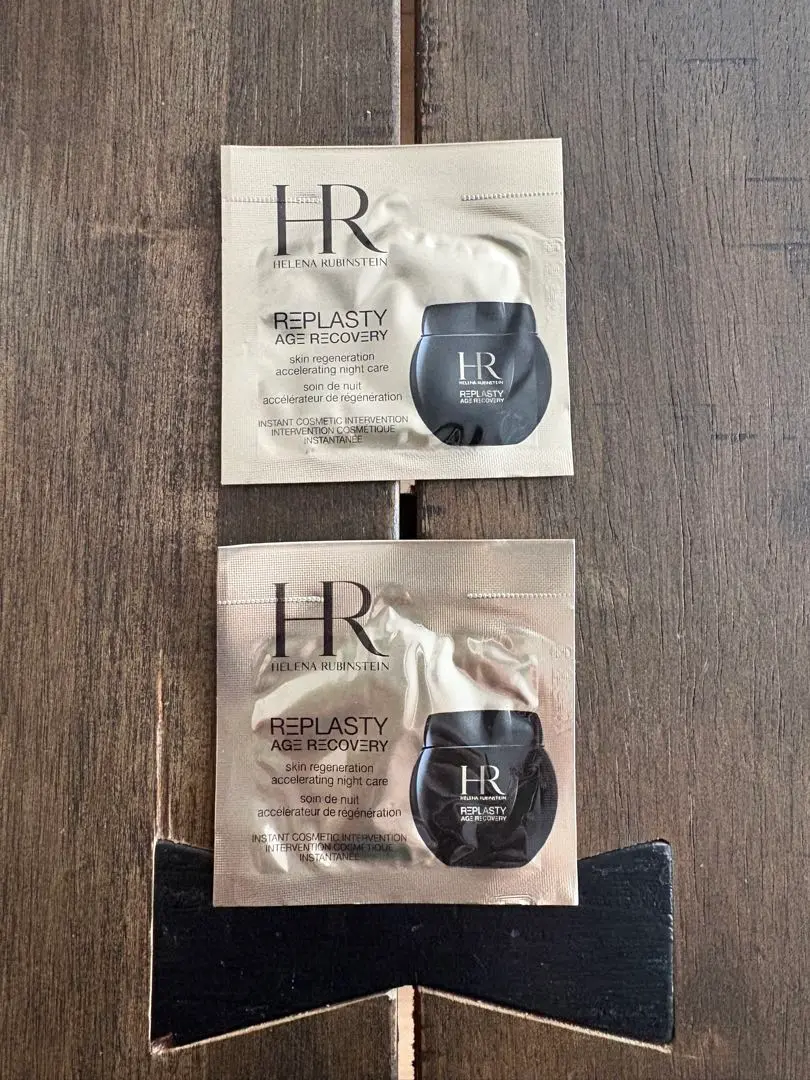 HR
HELENA RUBINSTEIN
REPLASTY
AGE RECOVERY
skin regeneration
accelerating night care
soin de nuit
accélérateur de régénération
INSTANT COSMETIC INTERVENTION
INTERVENTION COSMÉTIQUE
INSTANTANÉE
HR
HELENA RUBINSTEIN
REPLASTY
AGE RECOVERY
HR
HELENA RUBINSTEIN
REPLASTY
AGE RECOVERY
skin regeneration
accelerating night care
soin de nuit
accélérateur de régénération
INSTANT COSMETIC INTERVENTION
INTERVENTION COSMÉTIQUE
INSTANTANÉE
HR
HELENA RUBINSTEIN
REPLASTY
AGE RECOVERY